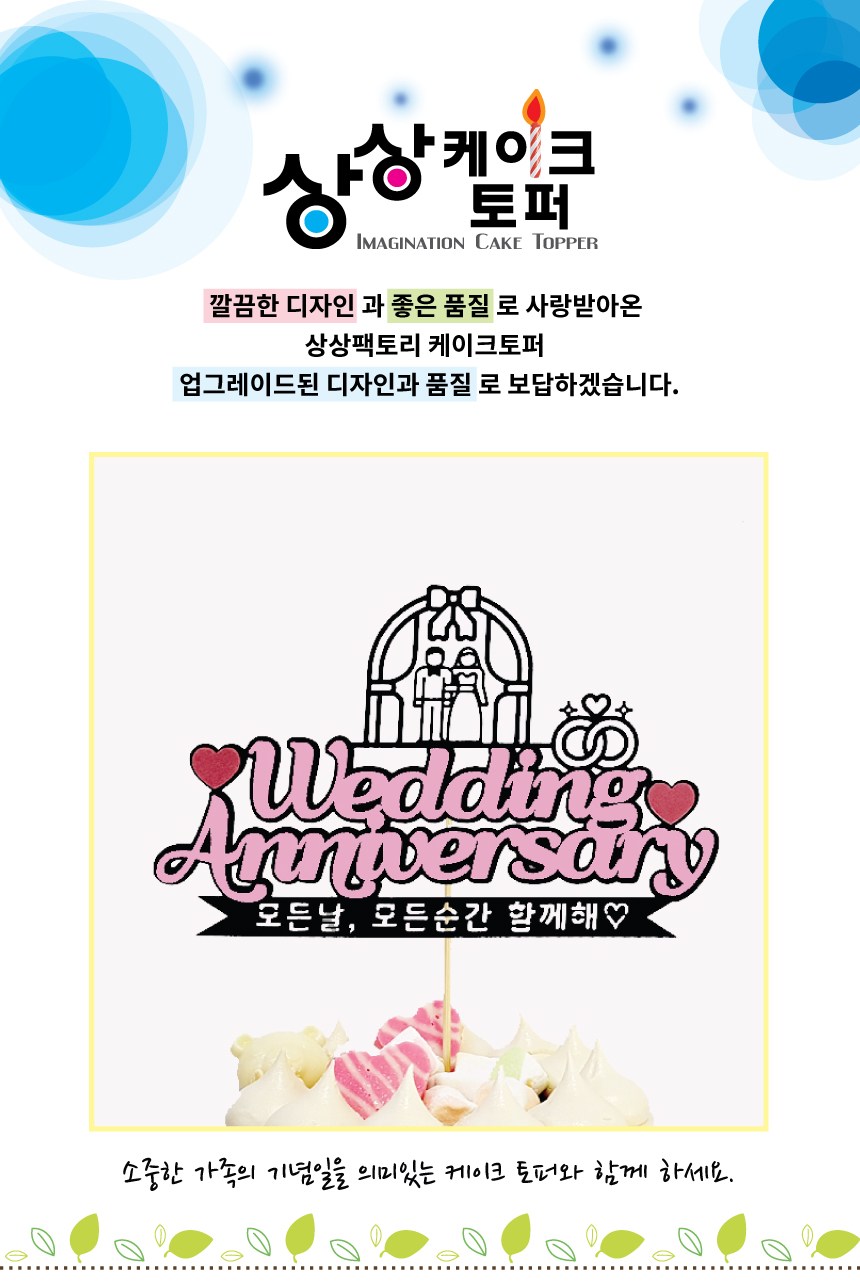 상상케이크
토퍼
IMAGINATION CAKE TOPPER
깔끔한 디자인 과 좋은 품질 로 사랑받아온
상상팩토리 케이크토퍼
업그레이드된 디자인과 품질 로 보답하겠습니다.
Wedding
Anniversary
모든날, 모든순간 함께해♡
소중한 가족의 기념일을 의미있는 케이크 토퍼와 함께 하세요.